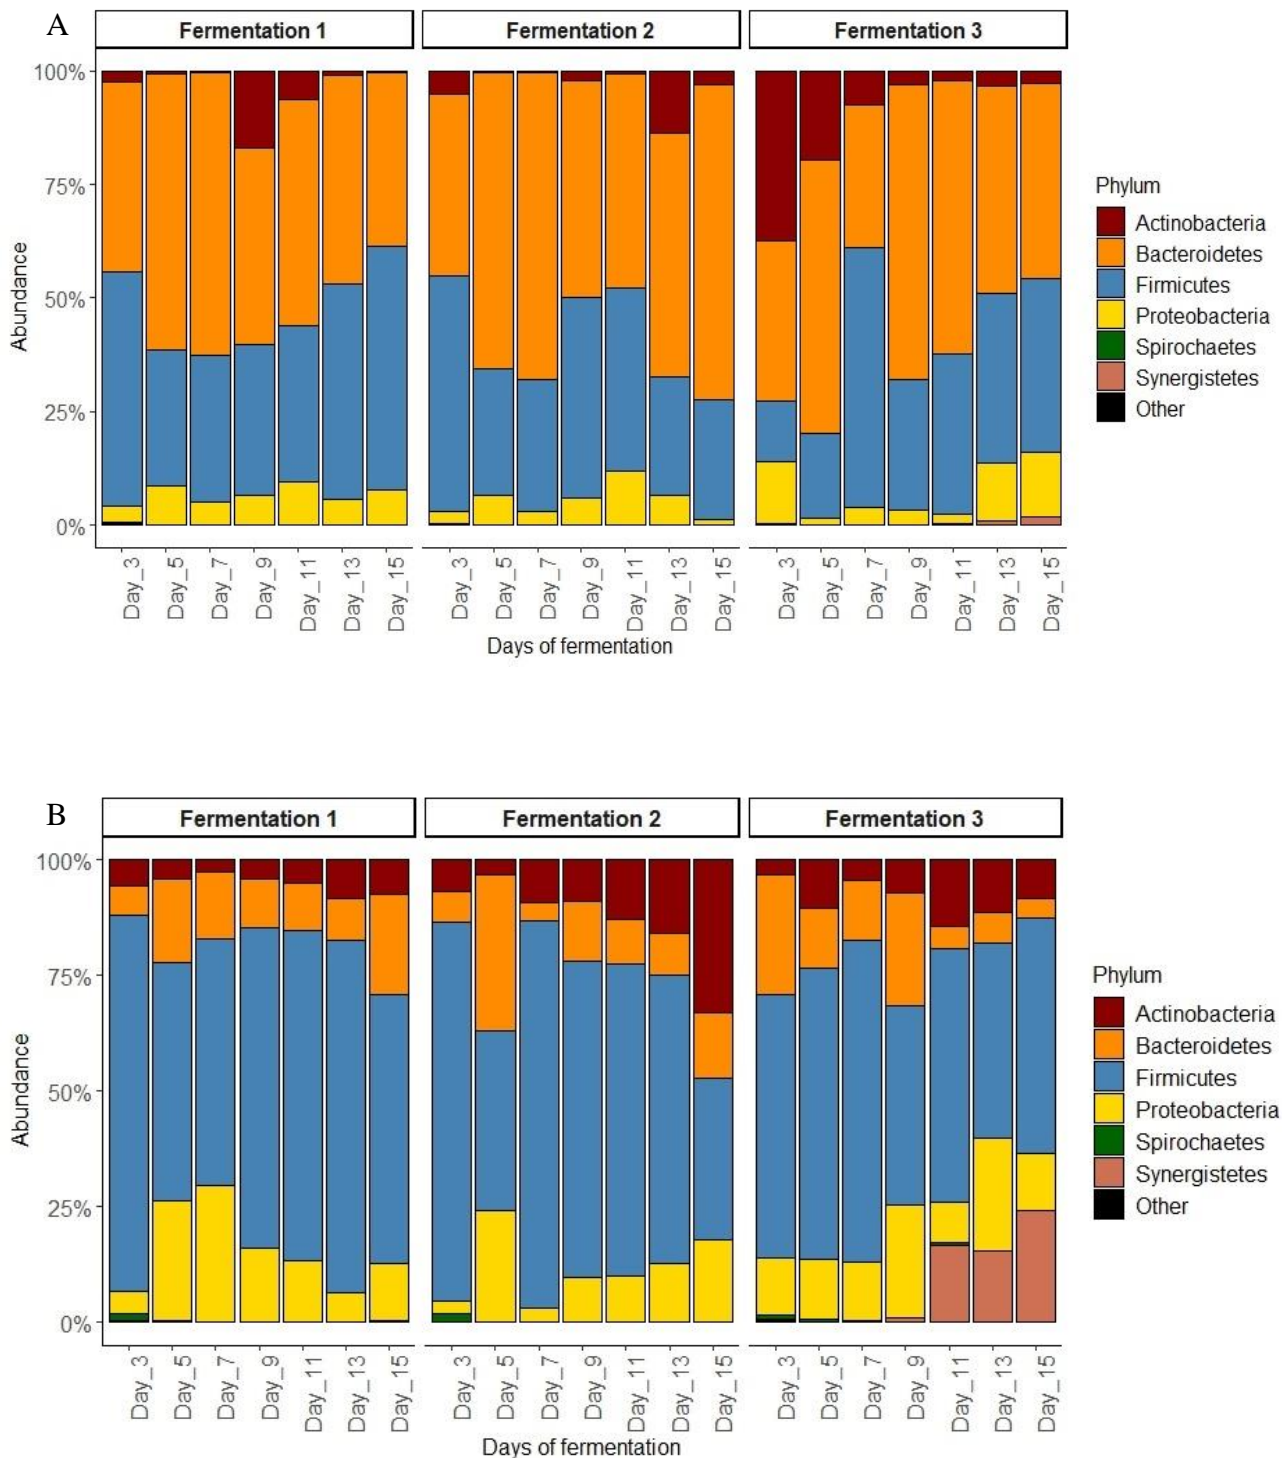 A
Fermentation 1
Fermentation 2
Fermentation 3
100%
75%
50%
25%
0%
Abundance
Day_3
Day_5
Day_7
Day_9
Day_11
Day_13
Day_15
Day_3
Day_5
Day_7
Day_9
Day_11
Day_13
Day_15
Day_3
Day_5
Day_7
Day_9
Day_11
Day_13
Day_15
Days of fermentation
Phylum
Actinobacteria
Bacteroidetes
Firmicutes
Proteobacteria
Spirochaetes
Synergistetes
Other
B
Fermentation 1
Fermentation 2
Fermentation 3
100%
75%
50%
25%
0%
Abundance
Day_3
Day_5
Day_7
Day_9
Day_11
Day_13
Day_15
Day_3
Day_5
Day_7
Day_9
Day_11
Day_13
Day_15
Day_3
Day_5
Day_7
Day_9
Day_11
Day_13
Day_15
Days of fermentation
Phylum
Actinobacteria
Bacteroidetes
Firmicutes
Proteobacteria
Spirochaetes
Synergistetes
Other